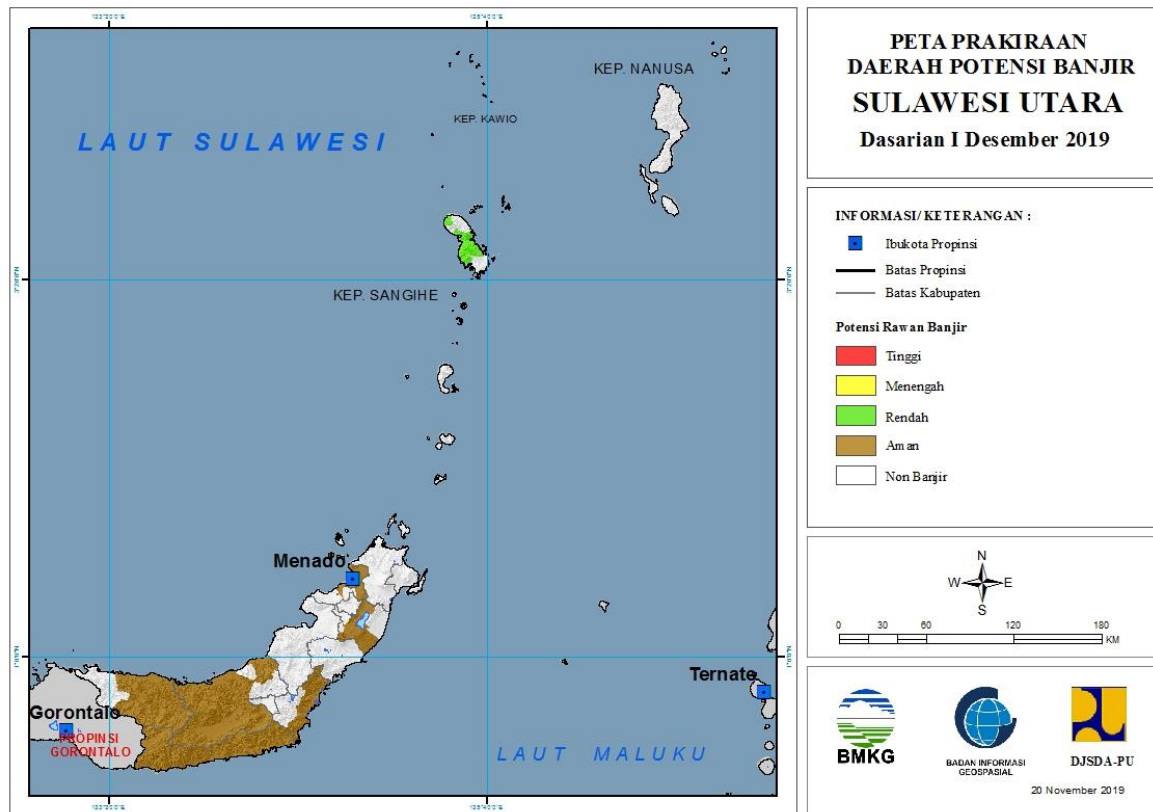 KEP. NANUSA
KEP. KAWIO
LAUT SULAWESI
KEP. SANGIHE
Menado
Ternate
Gorontalo
PROPINSI
GORONTALO
LAUT MALUKU
PETA PRAKIRAAN
DAERAH POTENSI BANJIR
SULAWESI UTARA
Dasarian I Desember 2019
INFORMASI/ KETERANGAN :
Ibukota Propinsi
Batas Propinsi
Batas Kabupaten
Potensi Rawan Banjir
Tinggi
Menengah
Rendah
Aman
Non Banjir
N
W E
S
0 30 60 120 180
KM
BMKG
BADAN INFORMASI
GEOSPASIAL
DJSDA-PU
20 November 2019